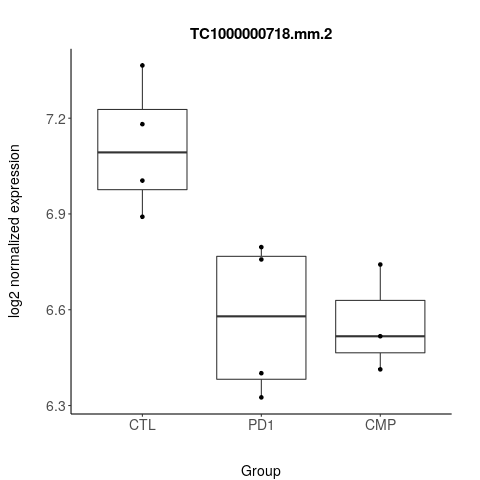 TC1000000718.mm.2
log2 normalized expression
7.2
6.9
6.6
6.3
CTL PD1 CMP
Group